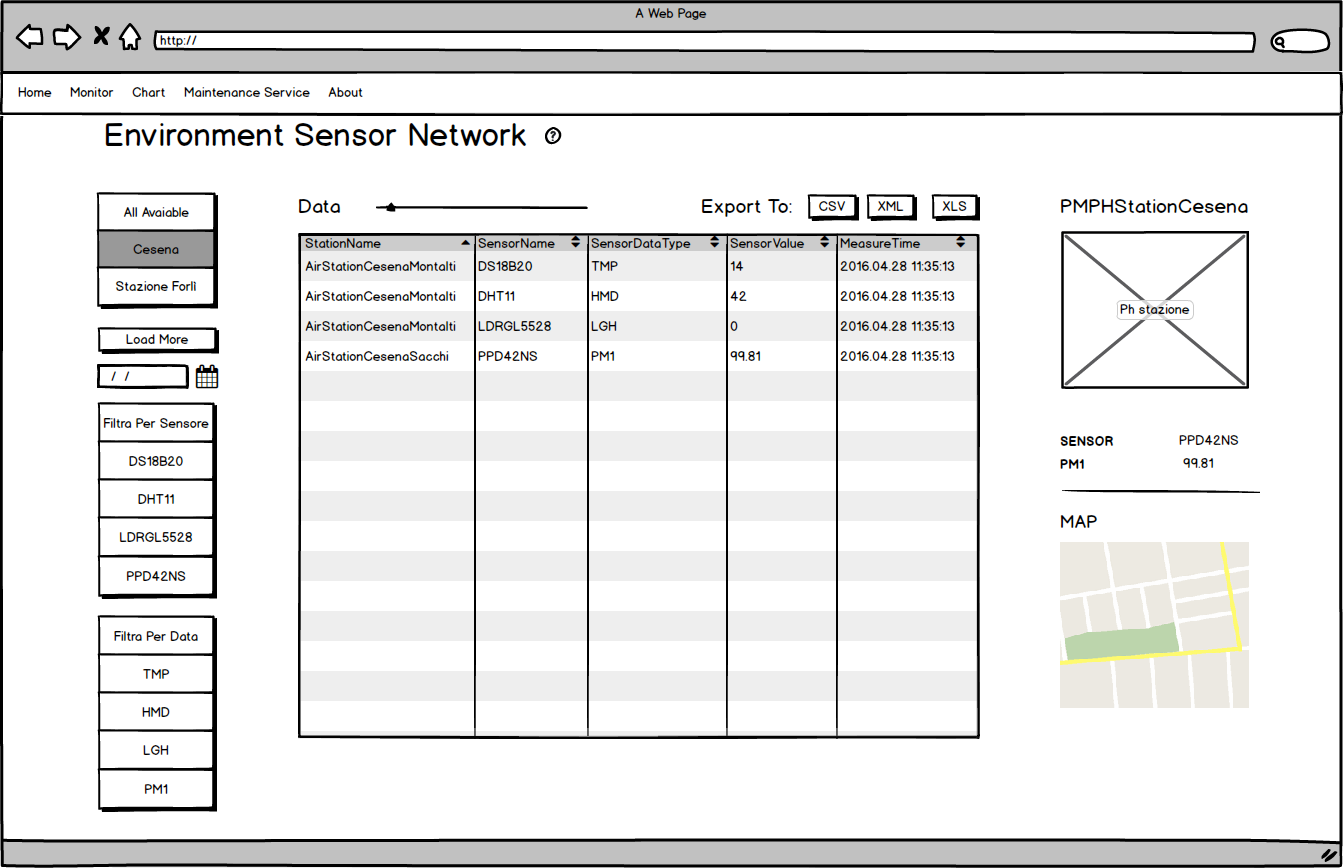 A Web Page
http://
Home Monitor Chart Maintenance Service About
Environment Sensor Network ?
All Avaiable
Cesena
Stazione Forlì
Load More
/ /
Filtra Per Sensore
DS18B20
DHT11
LDRGL5528
PPD42NS
Filtra Per Data
TMP
HMD
LGH
PM1
Data
Export To: CSV XML XLS
StationName SensorName SensorDataType SensorValue MeasureTime
AirStationCesenaMontalti DS18B20 TMP 14 2016.04.28 11:35:13
AirStationCesenaMontalti DHT11 HMD 42 2016.04.28 11:35:13
AirStationCesenaMontalti LDRGL5528 LGH 0 2016.04.28 11:35:13
AirStationCesenaSacchi PPD42NS PM1 99.81 2016.04.28 11:35:13
PMPHStationCesena
Ph stazione
SENSOR PPD42NS
PM1 99.81
MAP